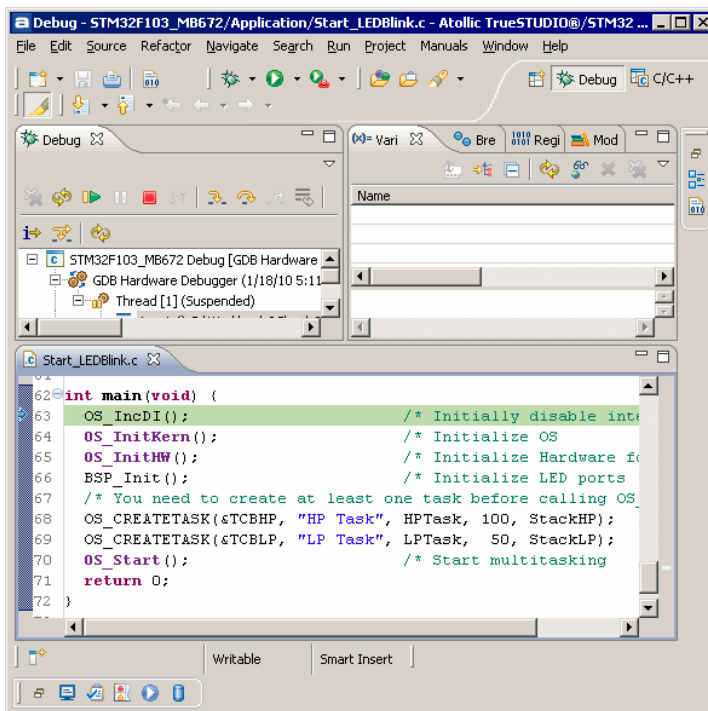 Debug - STM32F103_MB672/Application/Start_LEDBlink.c - Atollic TrueSTUDIO®/STM32 ...
File Edit Source Refactor Navigate Search Run Project Manuals Window Help
Debug C/C++
Debug
(x)= Vari Bre Regi Mod
Name
STM32F103_MB672 Debug [GDB Hardware
GDB Hardware Debugger (1/18/10 5:11
Thread [1] (Suspended)
Start_LEDBlink.c
62 int main(void) {
63 OS_IncDI(); /* Initially disable inte
64 OS_InitKern(); /* Initialize OS
65 OS_InitHW(); /* Initialize Hardware fo
66 BSP_Init(); /* Initialize LED ports
67 /* You need to create at least one task before calling OS_
68 OS_CREATETASK(&TCBHP, "HP Task", HPTask, 100, StackHP);
69 OS_CREATETASK(&TCBLP, "LP Task", LPTask, 50, StackLP);
70 OS_Start(); /* Start multitasking
71 return 0;
72 }
Writable Smart Insert